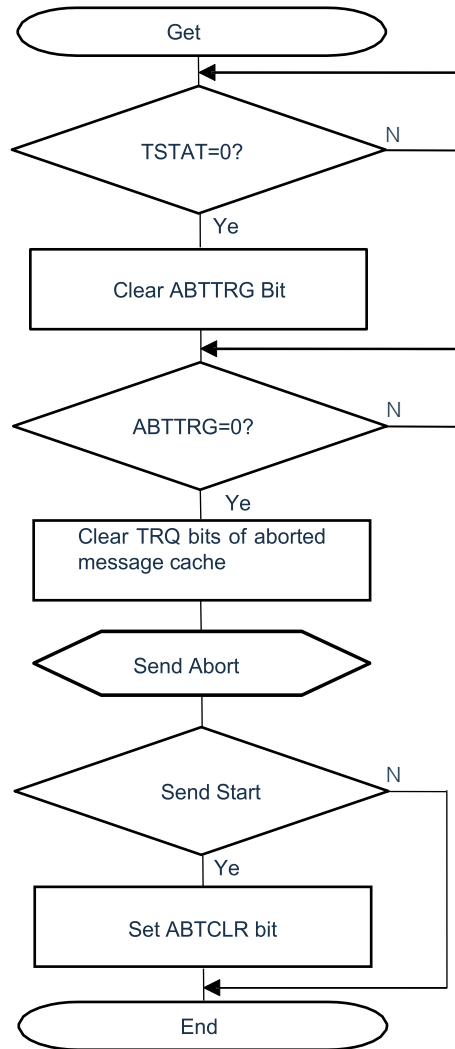 Get
TSTAT=0?
N
Ye
Clear ABTTRG Bit
ABTTRG=0?
N
Ye
Clear TRQ bits of aborted
message cache
Send Abort
Send Start
N
Ye
Set ABTCLR bit
End